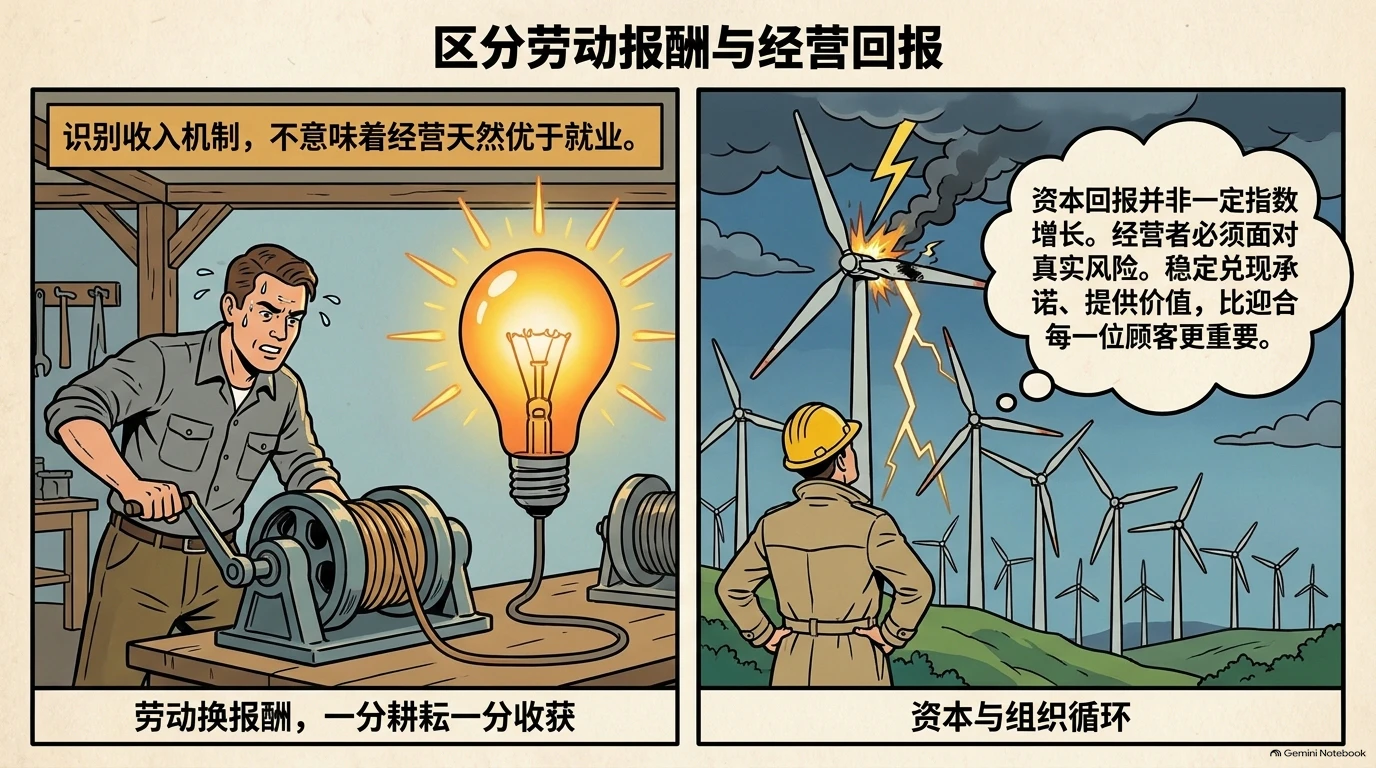 区分劳动报酬与经营回报
识别收入机制，不意味着经营天然优于就业。
劳动换报酬，一分耕耘一分收获
资本回报并非一定指数
增长。经营者必须面对
真实风险。稳定兑现承
诺、提供价值，比迎合
每一位顾客更重要。
资本与组织循环
Gemini Notebook